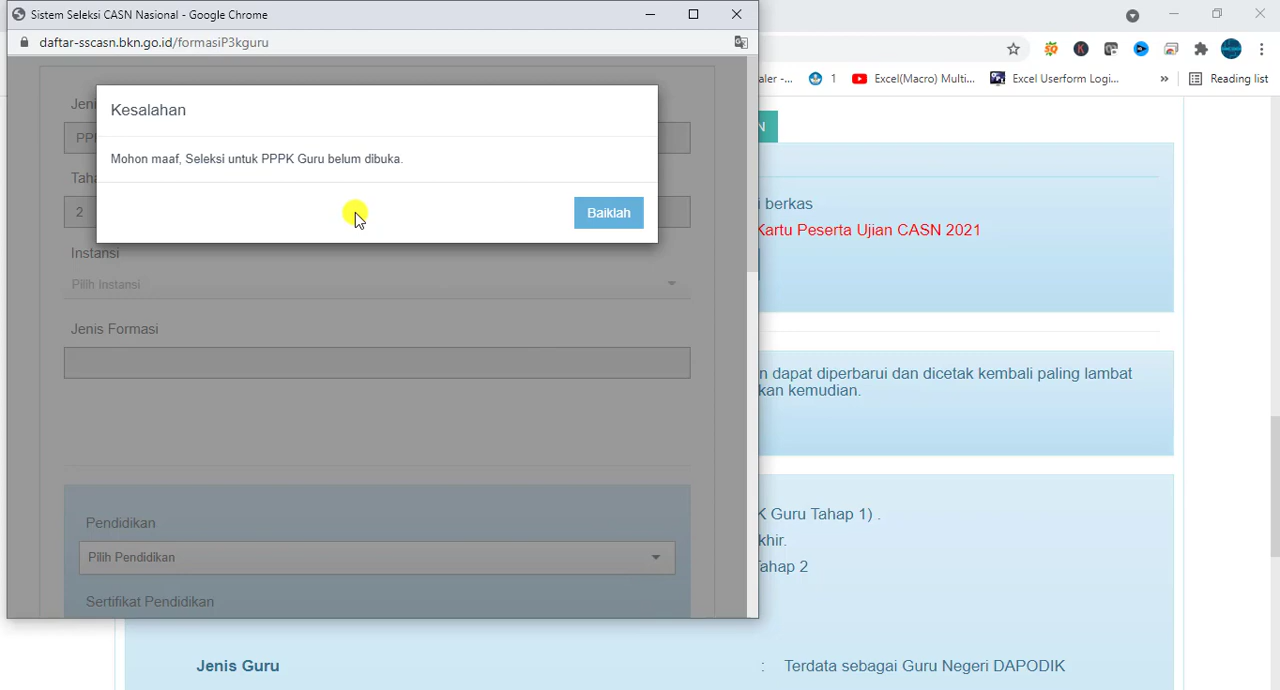 Sistem Seleksi CASN Nasional - Google Chrome
daftar-sscasn.bkn.go.id/formasiP3kguru
1
Excel(Macro) Multi...
Excel Userform Logi...
»
Reading list
Kesalahan
Mohon maaf, Seleksi untuk PPPK Guru belum dibuka.
Baiklah
2
Instansi
Pilih Instansi
Jenis Formasi
Pendidikan
Pilih Pendidikan
Sertifikat Pendidikan
N
i berkas
Kartu Peserta Ujian CASN 2021
n dapat diperbarui dan dicetak kembali paling lambat
kan kemudian.
K Guru Tahap 1) .
khir.
Tahap 2
Jenis Guru : Terdata sebagai Guru Negeri DAPODIK